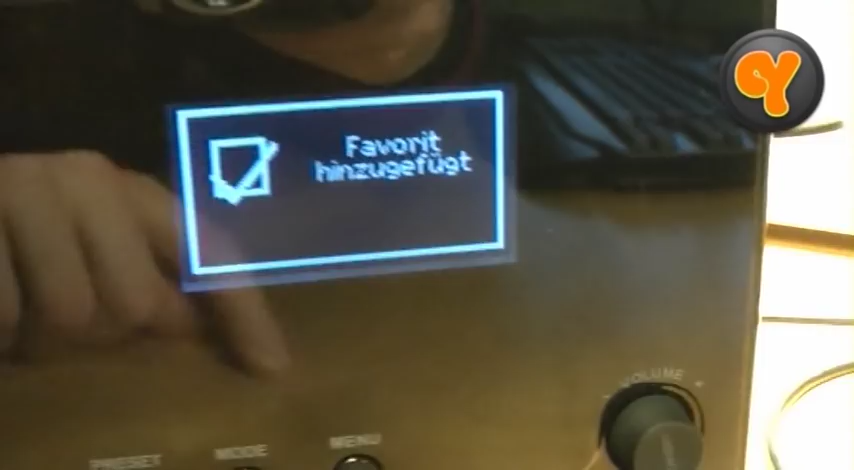 Favorit
hinzugefügt
VOLUME
PRESET
MODE
MENU